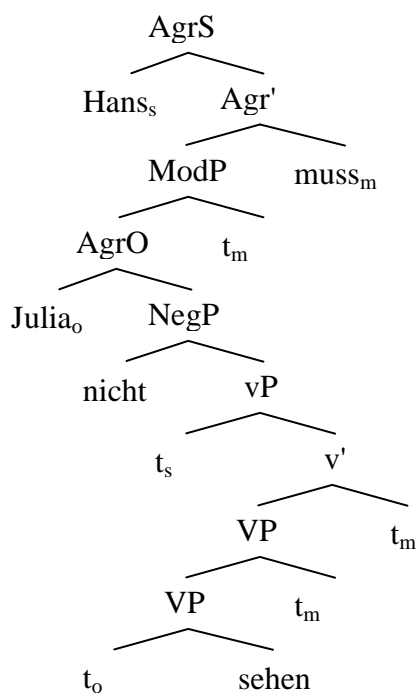 AgrS
Hansₛ Agr'
ModP mussₘ
AgrO tₘ
Juliaₒ NegP
nicht vP
tₛ v'
VP tₘ
VP tₘ
tₒ sehen